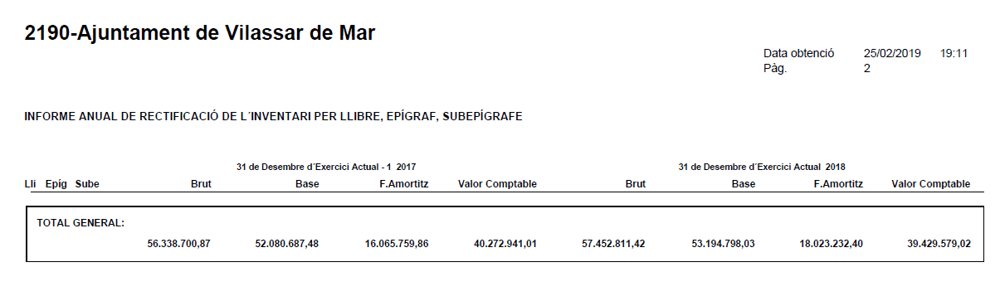 2190-Ajuntament de Vilassar de Mar
Data obtenció 25/02/2019 19:11
Pàg. 2
INFORME ANUAL DE RECTIFICACIÓ DE L´INVENTARI PER LLIBRE, EPÍGRAF, SUBEPÍGRAFE
31 de Desembre d´Exercici Actual - 1 2017 31 de Desembre d´Exercici Actual 2018
Lli Epíg Sube Brut Base F.Amortitz Valor Comptable Brut Base F.Amortitz Valor Comptable
TOTAL GENERAL:
56.338.700,87 52.080.687,48 16.065.759,86 40.272.941,01 57.452.811,42 53.194.798,03 18.023.232,40 39.429.579,02